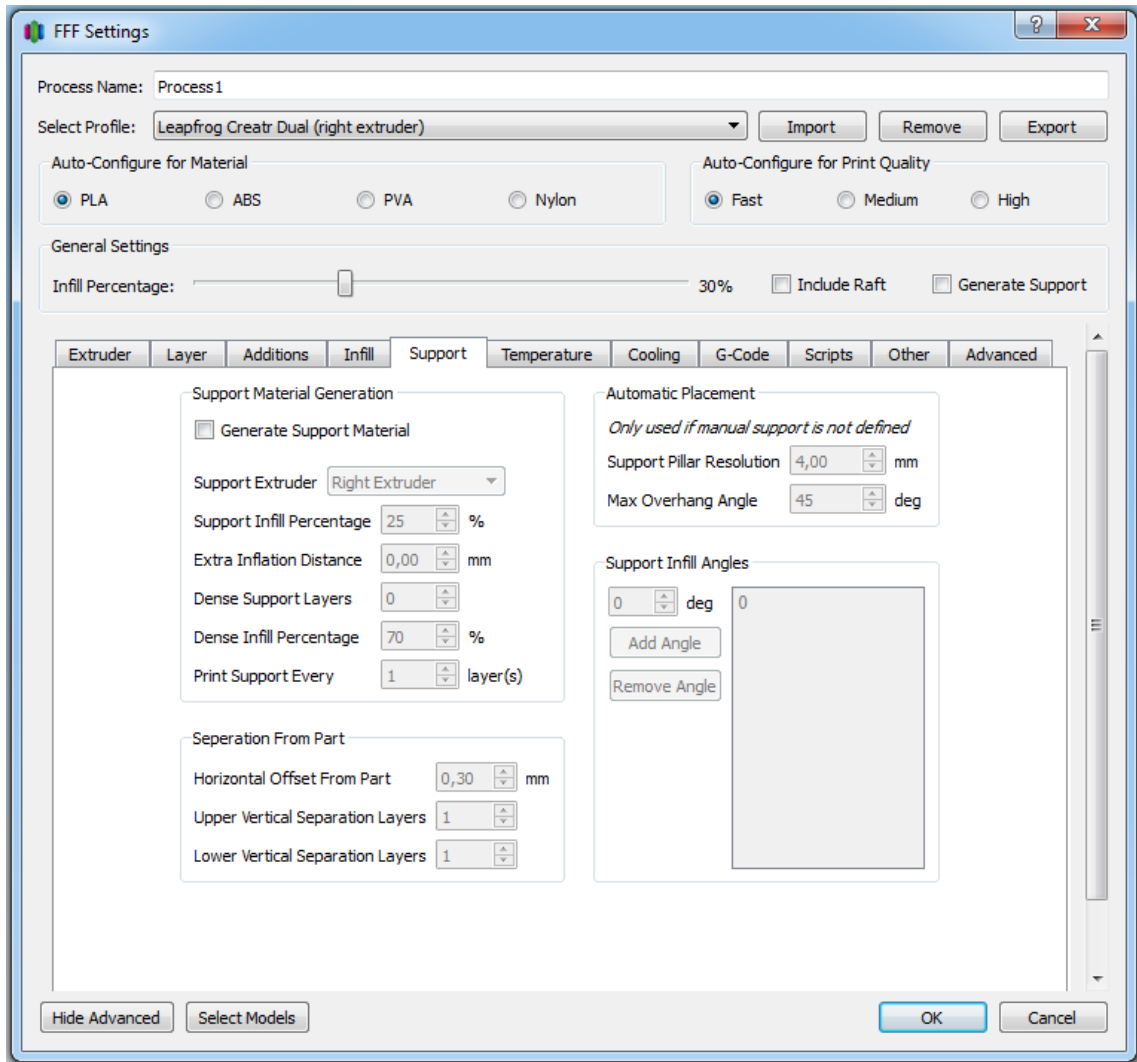 FFF Settings
Process Name: Process1
Select Profile: Leapfrog Creatr Dual (right extruder) Import Remove Export
Auto-Configure for Material
PLA ABS PVA Nylon
Auto-Configure for Print Quality
Fast Medium High
General Settings
Infill Percentage: 30% Include Raft Generate Support
Extruder Layer Additions Infill Support Temperature Cooling G-Code Scripts Other Advanced
Support Material Generation
Generate Support Material
Support Extruder Right Extruder
Support Infill Percentage 25 %
Extra Inflation Distance 0,00 mm
Dense Support Layers 0
Dense Infill Percentage 70 %
Print Support Every 1 layer(s)
Seperation From Part
Horizontal Offset From Part 0,30 mm
Upper Vertical Separation Layers 1
Lower Vertical Separation Layers 1
Automatic Placement
Only used if manual support is not defined
Support Pillar Resolution 4,00 mm
Max Overhang Angle 45 deg
Support Infill Angles
0 deg 0
Add Angle
Remove Angle
Hide Advanced Select Models OK Cancel